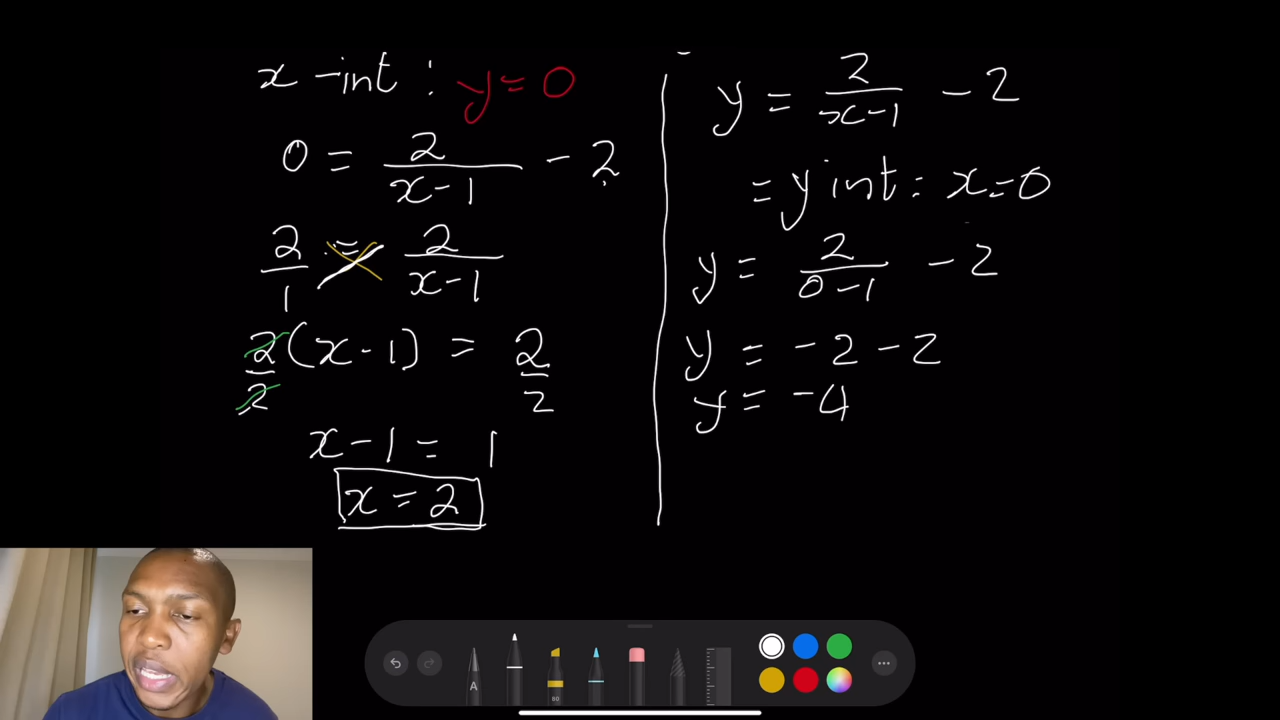 x-int : y = 0
0 = 2/(x-1) - 2
2/1 = 2/(x-1)
2(x-1)/2 = 2/2
x-1 = 1
x = 2
y = 2/(x-1) - 2
= y int : x = 0
y = 2/(0-1) - 2
y = -2 - 2
y = -4
A
80